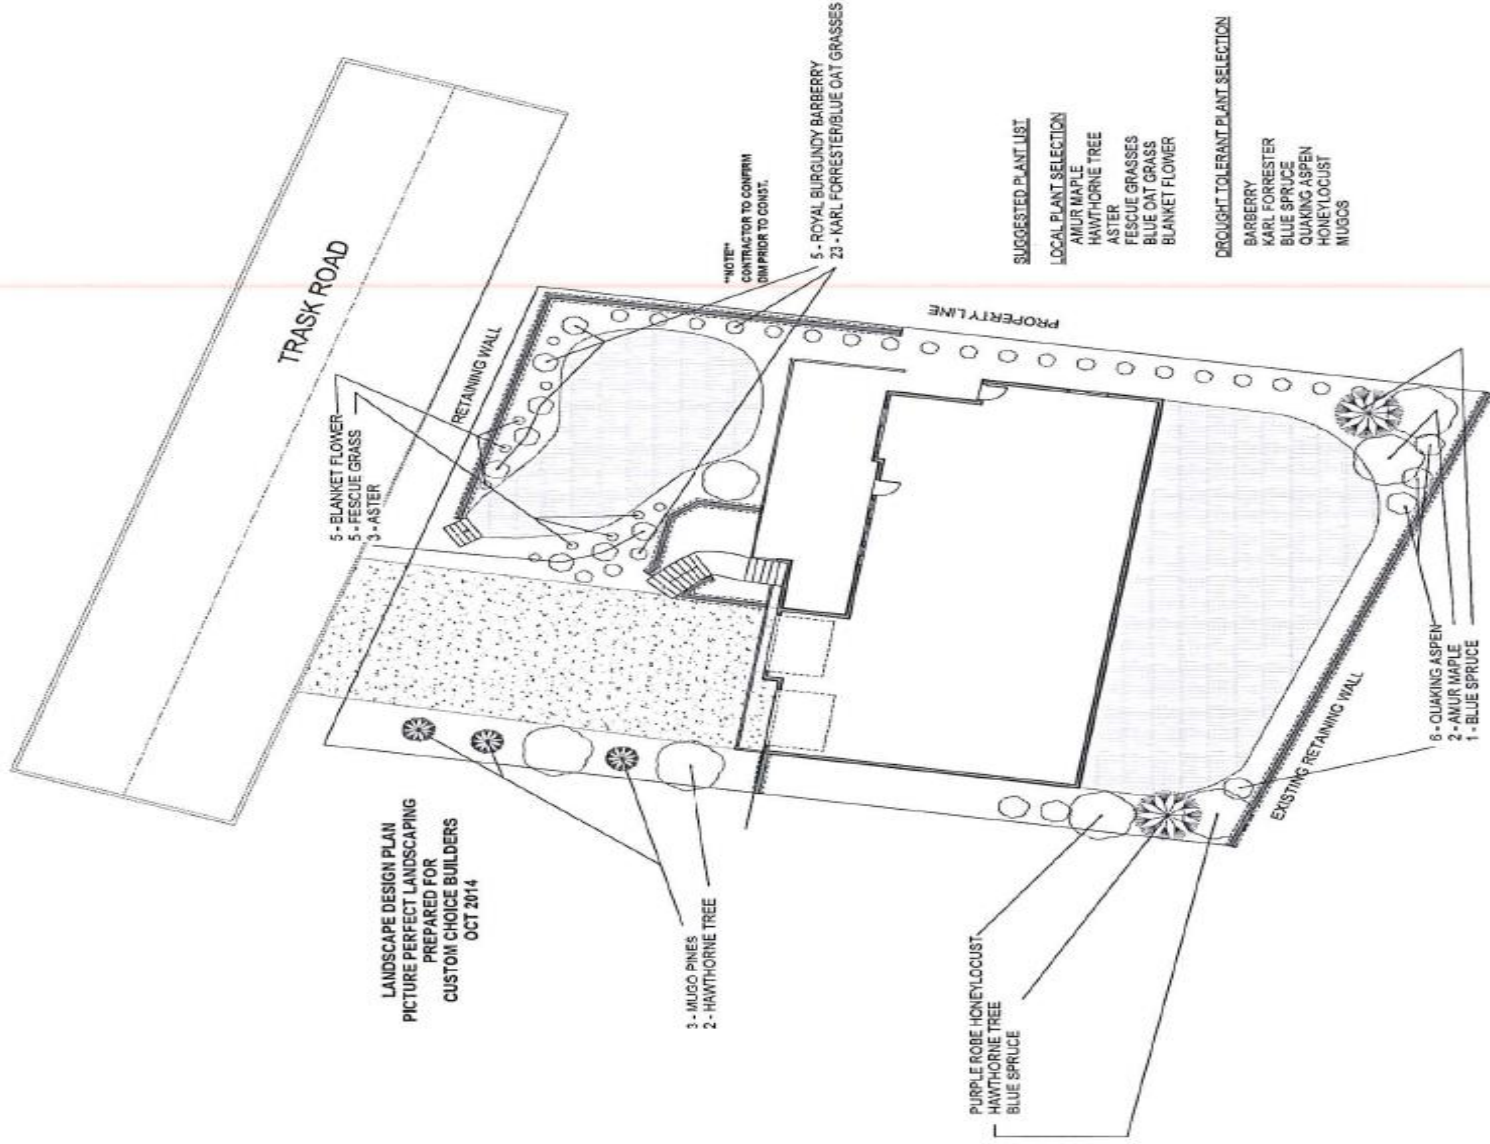 TRASK ROAD
RETAINING WALL
5 - BLANKET FLOWER
5 - FESCUE GRASS
3 - ASTER
**NOTE**
CONTRACTOR TO CONFIRM
DIM PRIOR TO CONST.
5 - ROYAL BURGUNDY BARBERRY
23 - KARL FORRESTER/BLUE OAT GRASSES
PROPERTY LINE
SUGGESTED PLANT LIST
LOCAL PLANT SELECTION
AMUR MAPLE
HAWTHORNE TREE
ASTER
FESCUE GRASSES
BLUE OAT GRASS
BLANKET FLOWER
DROUGHT TOLERANT PLANT SELECTION
BARBERRY
KARL FORRESTER
BLUE SPRUCE
QUAKING ASPEN
HONEYLOCUST
MUGOS
LANDSCAPE DESIGN PLAN
PICTURE PERFECT LANDSCAPING
PREPARED FOR
CUSTOM CHOICE BUILDERS
OCT 2014
3 - MUGO PINES
2 - HAWTHORNE TREE
PURPLE ROBE HONEYLOCUST
HAWTHORNE TREE
BLUE SPRUCE
EXISTING RETAINING WALL
6 - QUAKING ASPEN
2 - AMUR MAPLE
1 - BLUE SPRUCE